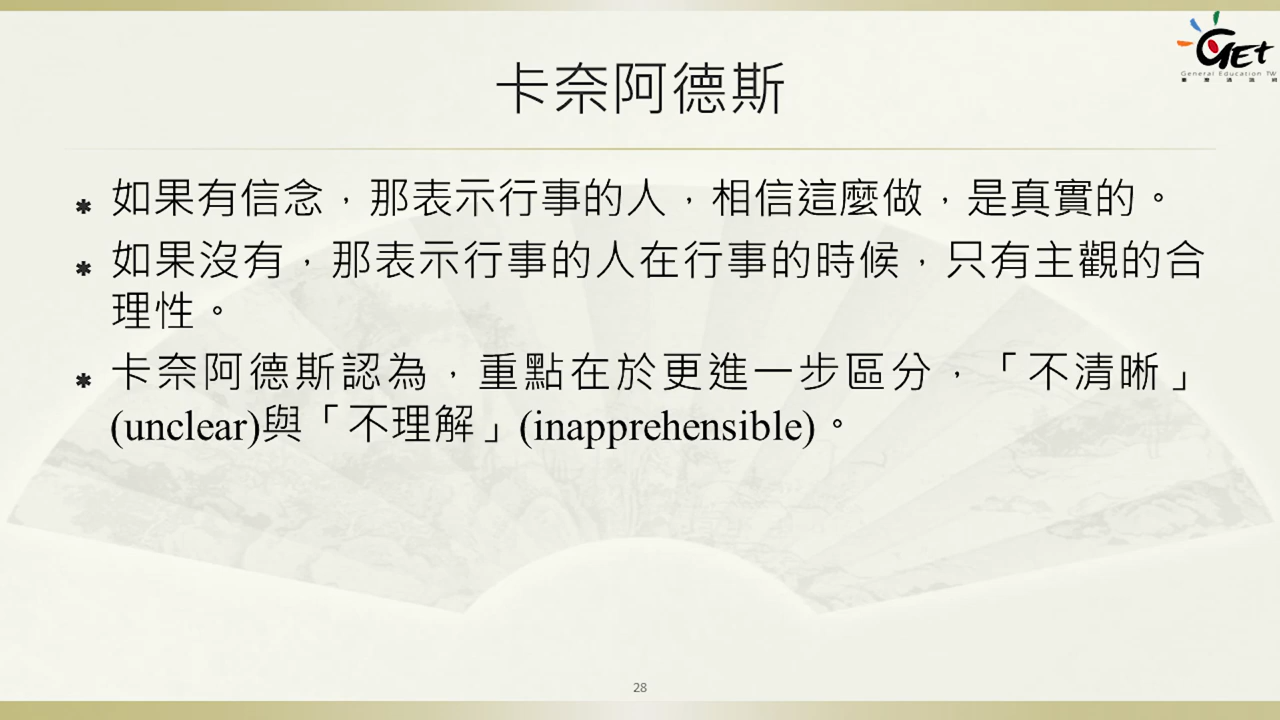 卡奈阿德斯
GET
General Education TW
如果有信念，那表示行事的人，相信這麼做，是真實的。
如果沒有，那表示行事的人在行事的時候，只有主觀的合
理性。
卡奈阿德斯認為，重點在於更進一步區分，「不清晰」
(unclear)與「不理解」(inapprehensible)。
28